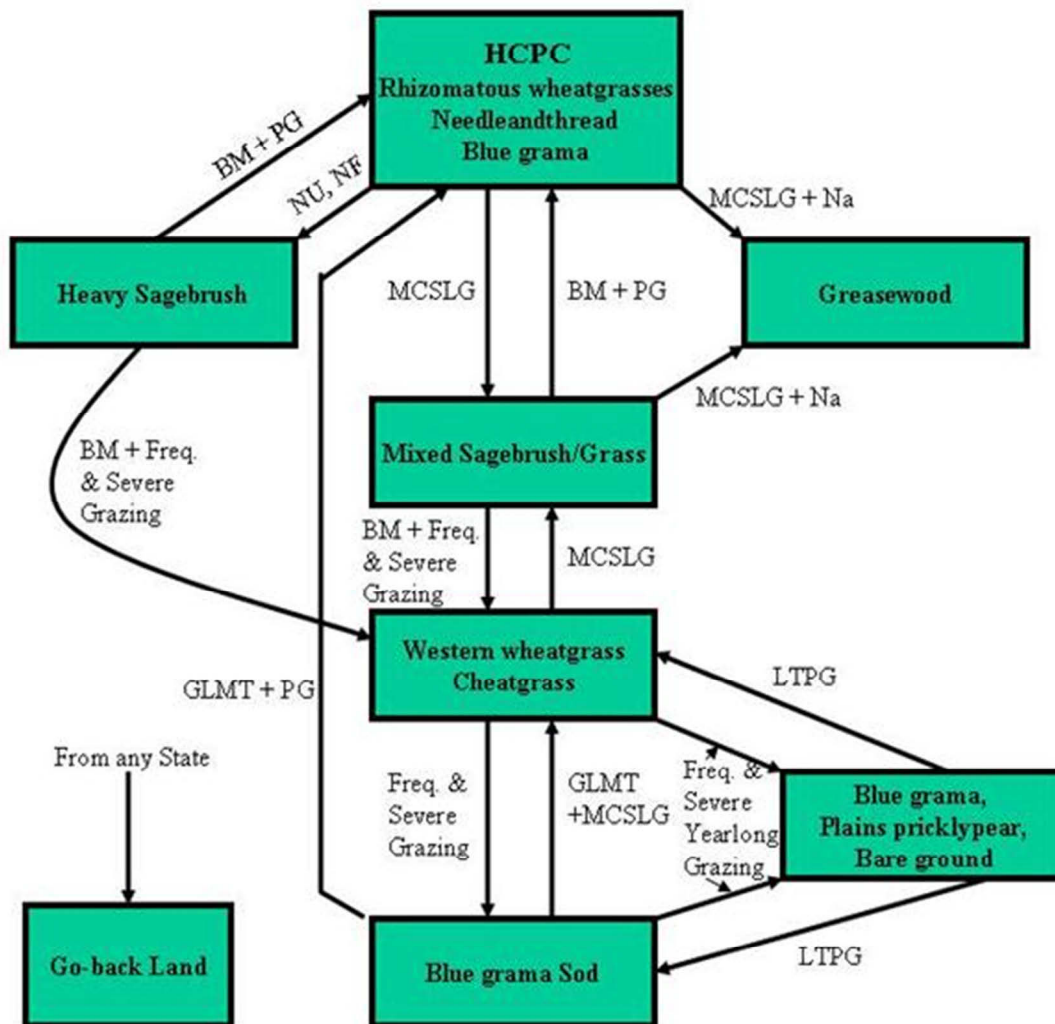 HCPC
Rhizomatous wheatgrasses
Needleandthread
Blue grama
BM + PG
NU, NF
MCSLG + Na
Heavy Sagebrush
MCSLG
BM + PG
Greasewood
MCSLG + Na
Mixed Sagebrush/Grass
BM + Freq.
& Severe
Grazing
BM + Freq.
& Severe
Grazing
MCSLG
Western wheatgrass
Cheatgrass
LTPG
GLMT + PG
From any State
Freq. &
Severe
Grazing
GLMT
+MCSLG
Freq. &
Severe
Yearlong
Grazing
Blue grama,
Plains pricklypear,
Bare ground
Go-back Land
Blue grama Sod
LTPG